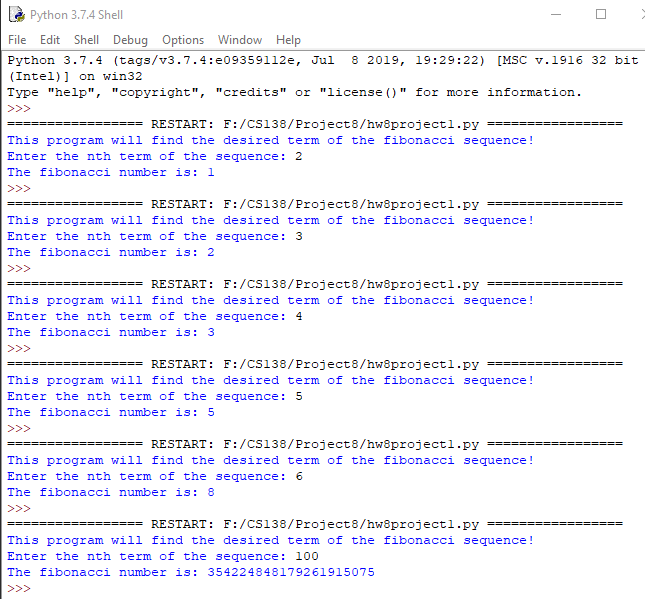 Python 3.7.4 Shell
File Edit Shell Debug Options Window Help
Python 3.7.4 (tags/v3.7.4:e09359112e, Jul  8 2019, 19:29:22) [MSC v.1916 32 bit
(Intel)] on win32
Type "help", "copyright", "credits" or "license()" for more information.
>>>
================= RESTART: F:/CS138/Project8/hw8project1.py =================
This program will find the desired term of the fibonacci sequence!
Enter the nth term of the sequence: 2
The fibonacci number is: 1
>>>
================= RESTART: F:/CS138/Project8/hw8project1.py =================
This program will find the desired term of the fibonacci sequence!
Enter the nth term of the sequence: 3
The fibonacci number is: 2
>>>
================= RESTART: F:/CS138/Project8/hw8project1.py =================
This program will find the desired term of the fibonacci sequence!
Enter the nth term of the sequence: 4
The fibonacci number is: 3
>>>
================= RESTART: F:/CS138/Project8/hw8project1.py =================
This program will find the desired term of the fibonacci sequence!
Enter the nth term of the sequence: 5
The fibonacci number is: 5
>>>
================= RESTART: F:/CS138/Project8/hw8project1.py =================
This program will find the desired term of the fibonacci sequence!
Enter the nth term of the sequence: 6
The fibonacci number is: 8
>>>
================= RESTART: F:/CS138/Project8/hw8project1.py =================
This program will find the desired term of the fibonacci sequence!
Enter the nth term of the sequence: 100
The fibonacci number is: 354224848179261915075
>>>